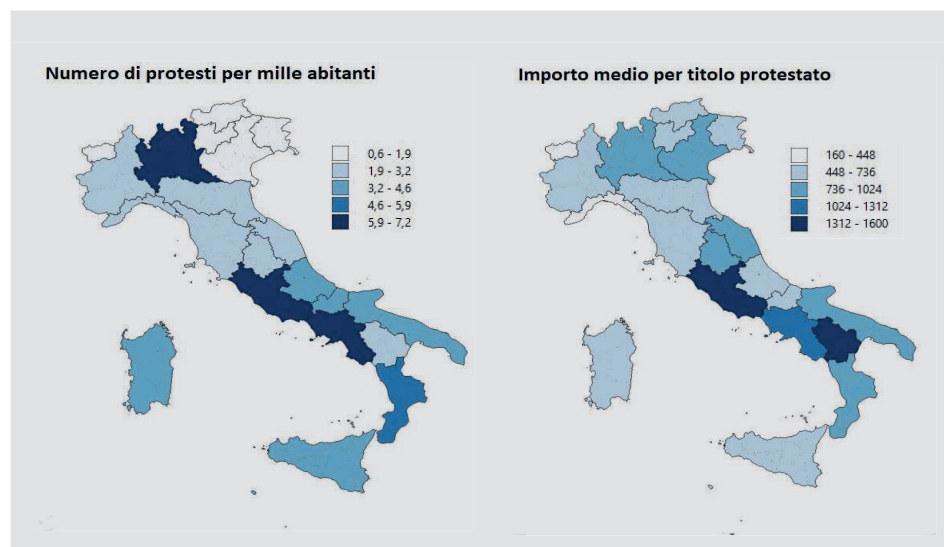 Numero di protesti per mille abitanti
0,6 - 1,9
1,9 - 3,2
3,2 - 4,6
4,6 - 5,9
5,9 - 7,2
Importo medio per titolo protestato
160 - 448
448 - 736
736 - 1024
1024 - 1312
1312 - 1600